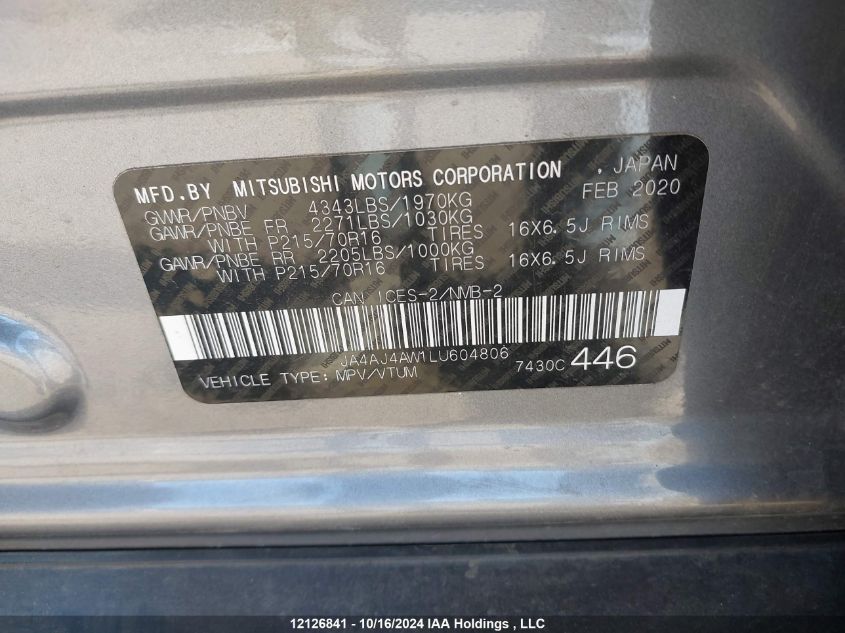 MFD.BY MITSUBISHI MOTORS CORPORATION , JAPAN
FEB 2020
GVWR/PNBV 4343LBS/1970KG
GAWR/PNBE FR 2271LBS/1030KG
WITH P215/70R16 TIRES 16X6.5J RIMS
GAWR/PNBE RR 2205LBS/1000KG
WITH P215/70R16 TIRES 16X6.5J RIMS
CAN ICES-2/NMB-2
JA4AJ4AW1LU604806
VEHICLE TYPE: MPV/VTUM 7430C 446
12126841 - 10/16/2024 IAA Holdings , LLC